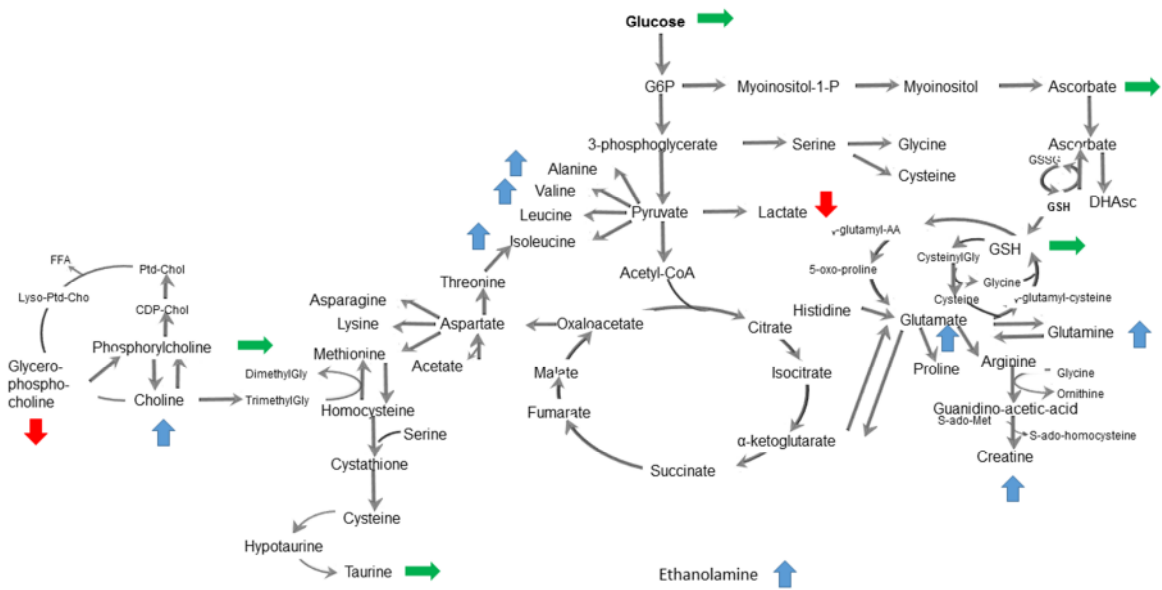 Glucose
G6P
Myoinositol-1-P
Myoinositol
Ascorbate
3-phosphoglycerate
Serine
Glycine
Cysteine
Ascorbate
GSSG
GSH
DHAsc
Alanine
Valine
Leucine
Isoleucine
Pyruvate
Lactate
γ-glutamyl-AA
GSH
CysteinylGly
5-oxo-proline
Glycine
Cysteine
γ-glutamyl-cysteine
Acetyl-CoA
Threonine
FFA
Ptd-Chol
Lyso-Ptd-Cho
CDP-Chol
Phosphorylcholine
Glycero-
phospho-
choline
Choline
DimethylGly
TrimethylGly
Asparagine
Lysine
Methionine
Aspartate
Acetate
Oxaloacetate
Citrate
Histidine
Glutamate
Glutamine
Proline
Arginine
Glycine
Ornithine
Guanidino-acetic-acid
S-ado-Met
S-ado-homocysteine
Creatine
Malate
Isocitrate
Fumarate
α-ketoglutarate
Succinate
Homocysteine
Serine
Cystathione
Cysteine
Hypotaurine
Taurine
Ethanolamine